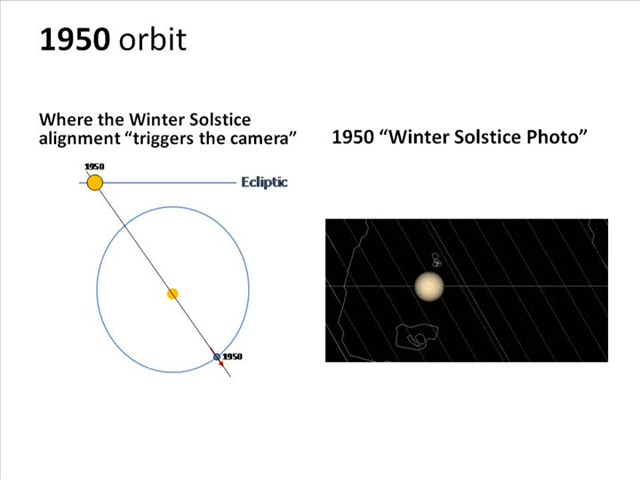 1950 orbit
Where the Winter Solstice
alignment “triggers the camera”
1950 “Winter Solstice Photo”
1950
Ecliptic
1950